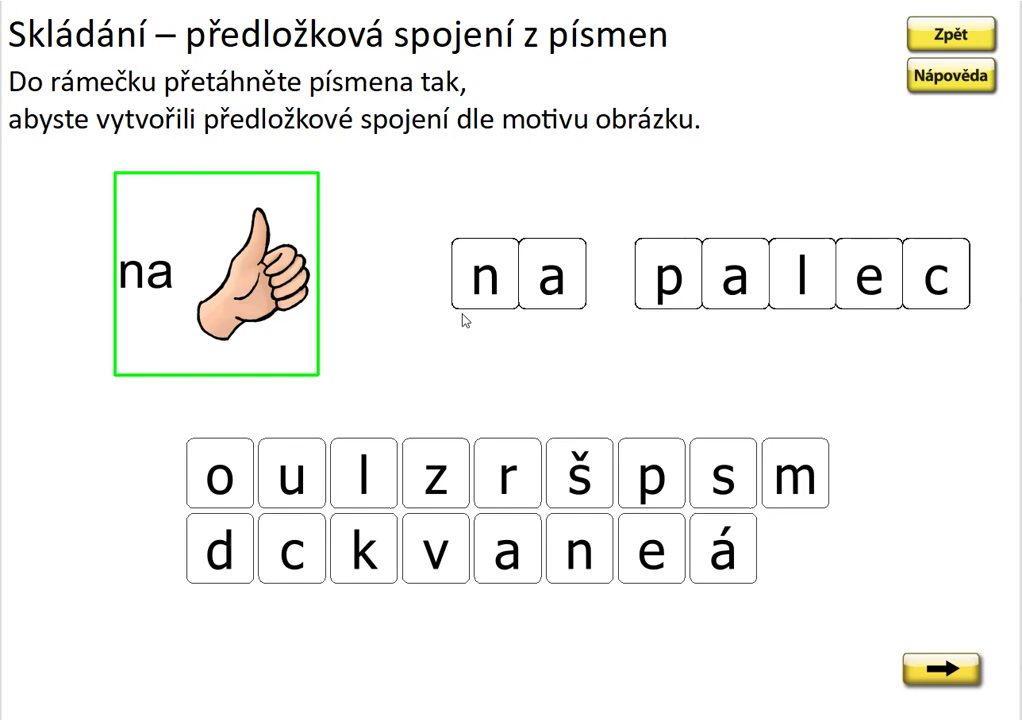 Skládání – předložková spojení z písmen
Zpět
Do rámečku přetáhněte písmena tak,
Nápověda
abyste vytvořili předložkové spojení dle motivu obrázku.
na
n a p a l e c
o u l z r š p s m
d c k v a n e á